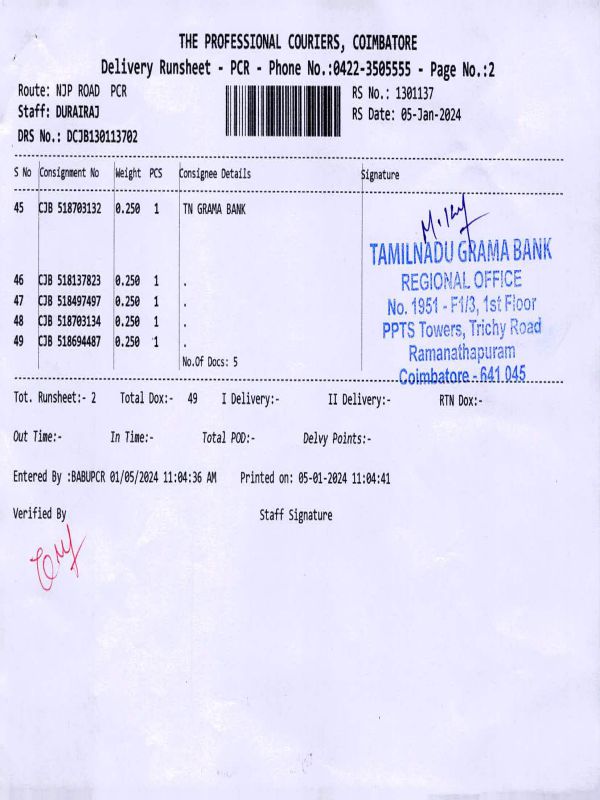 THE PROFESSIONAL COURIERS, COIMBATORE
Delivery Runsheet - PCR - Phone No.:0422-3505555 - Page No.:2
Route: NJP ROAD PCR
RS No.: 1301137
Staff: DURAIRAJ
RS Date: 05-Jan-2024
DRS No.: DCJB130113702
S No Consignment No Weight PCS Consignee Details Signature
45 CJB 518703132 0.250 1 TN GRAMA BANK
TAMILNADU GRAMA BANK
REGIONAL OFFICE
No. 1951 - F1/3, 1st Floor
PPTS Towers, Trichy Road
Ramanathapuram
Coimbatore - 641 045
46 CJB 518137823 0.250 1 .
47 CJB 518497497 0.250 1 .
48 CJB 518703134 0.250 1 .
49 CJB 518694487 0.250 1 .
No.Of Docs: 5
Tot. Runsheet:- 2 Total Dox:- 49 I Delivery:- II Delivery:- RTN Dox:-
Out Time:- In Time:- Total POD:- Delvy Points:-
Entered By :BABUPCR 01/05/2024 11:04:36 AM Printed on: 05-01-2024 11:04:41
Verified By Staff Signature